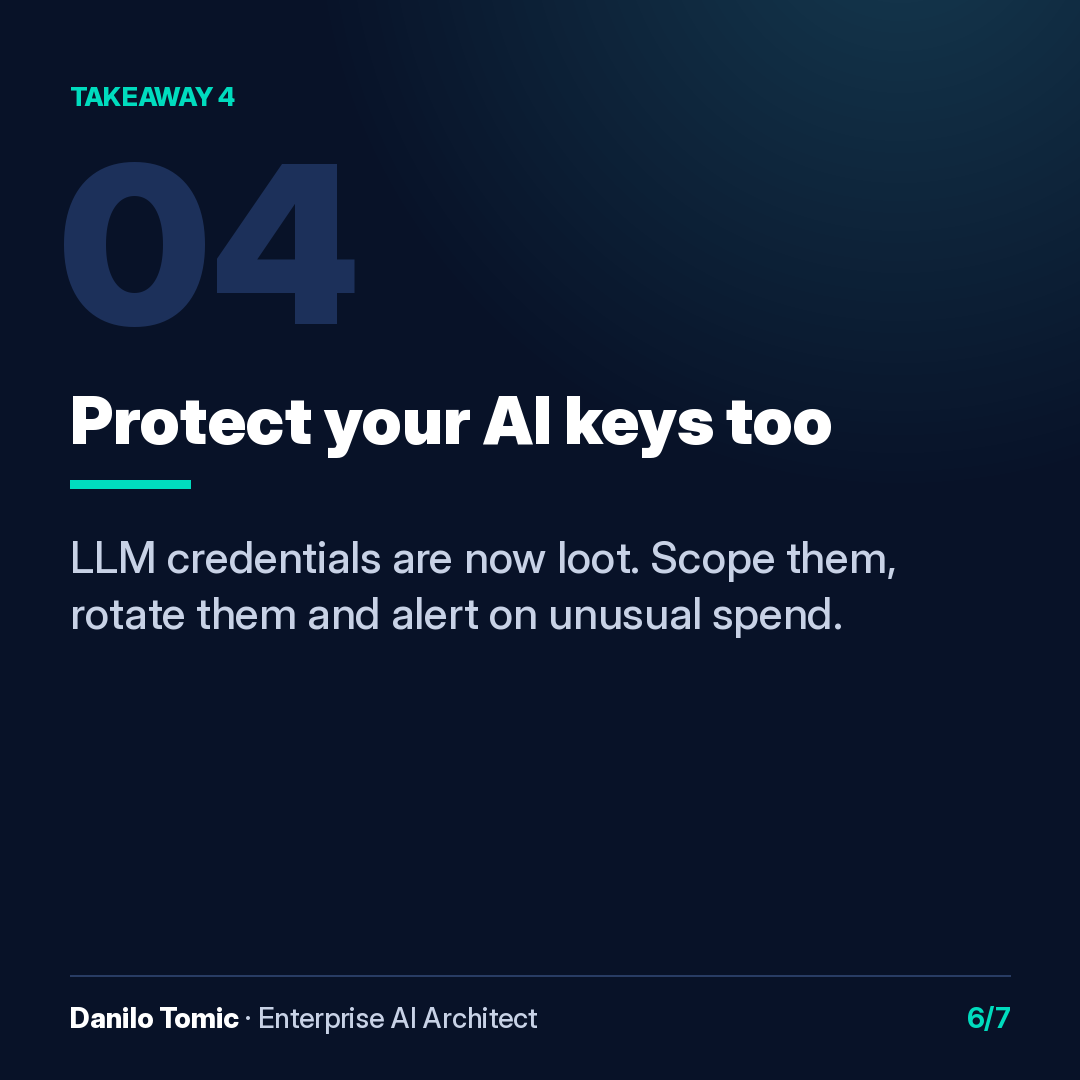 TAKEAWAY 4
04
Protect your AI keys too
LLM credentials are now loot. Scope them,
rotate them and alert on unusual spend.
Danilo Tomic · Enterprise AI Architect
6/7